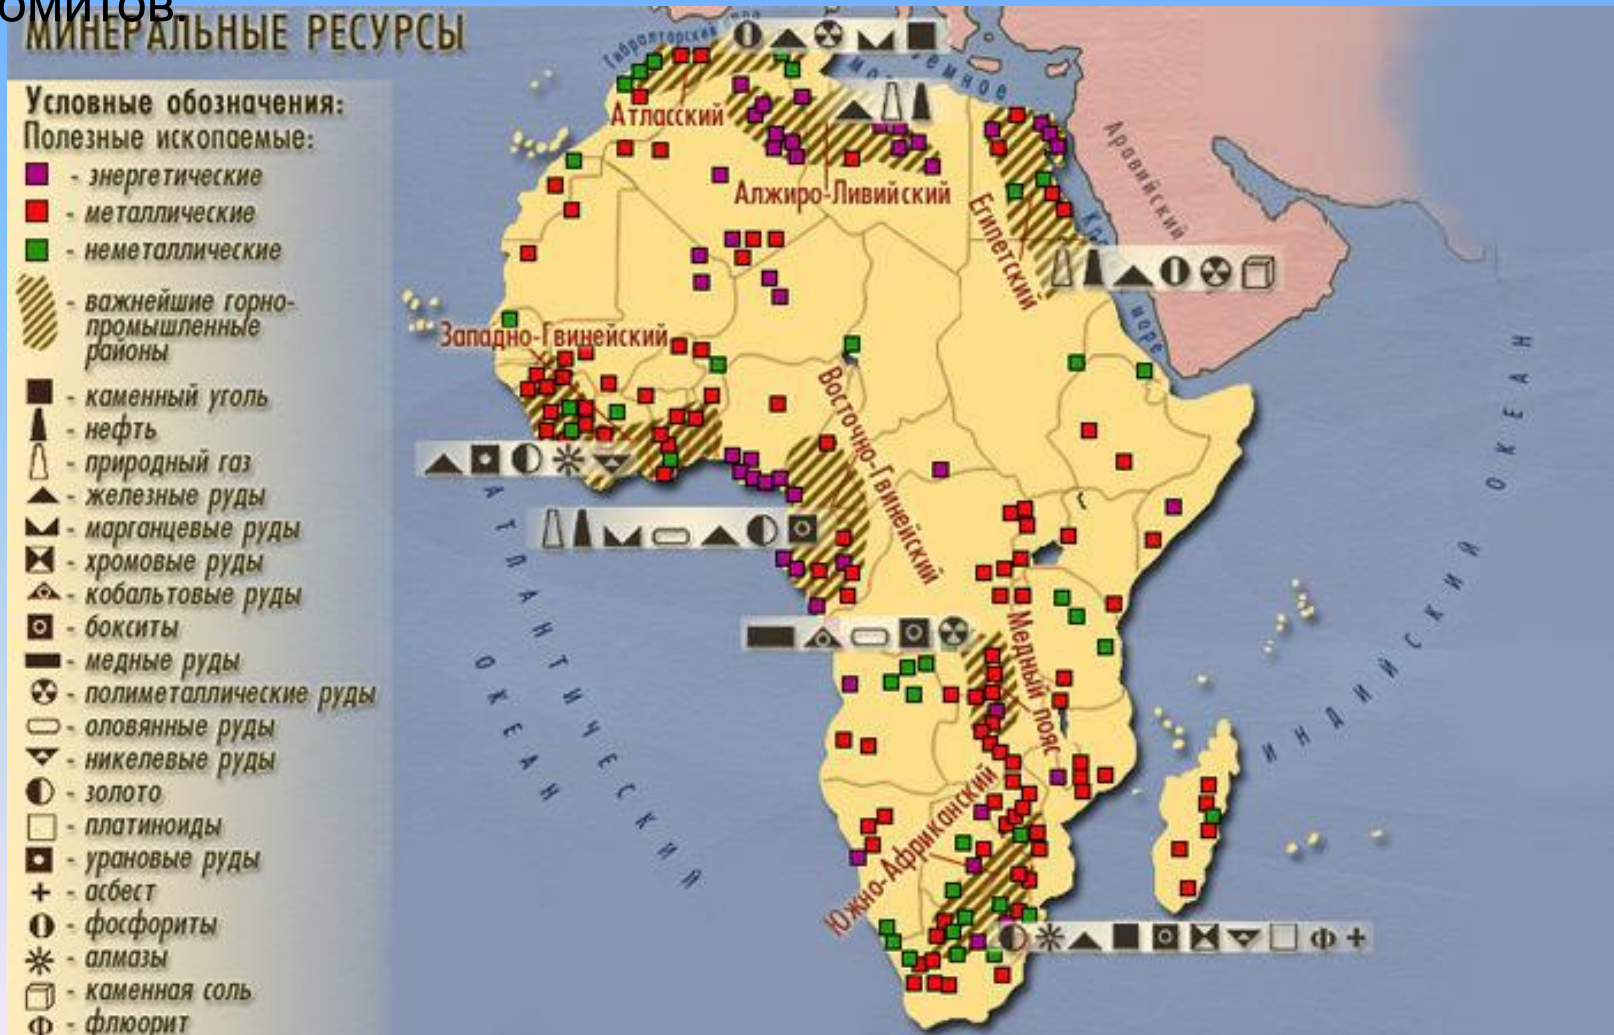 омитов.
МИНЕРАЛЬНЫЕ РЕСУРСЫ
Условные обозначения:
Полезные ископаемые:
- энергетические
- металлические
- неметаллические
- важнейшие горно-
промышленные
районы
- каменный уголь
- нефть
- природный газ
- железные руды
- марганцевые руды
- хромовые руды
- кобальтовые руды
- бокситы
- медные руды
- полиметаллические руды
- оловянные руды
- никелевые руды
- золото
- платиноиды
- урановые руды
- асбест
- фосфориты
- алмазы
- каменная соль
- флюорит
Гибралтарский
Атласский
Алжиро-Ливийский
Египетский
Аравийский
море
Западно-Гвинейский
Восточно-Гвинейский
Медный пояс
Южно-Африканский
АТЛАНТИЧЕСКИЙ
ОКЕАН
ИНДИЙСКИЙ ОКЕАН